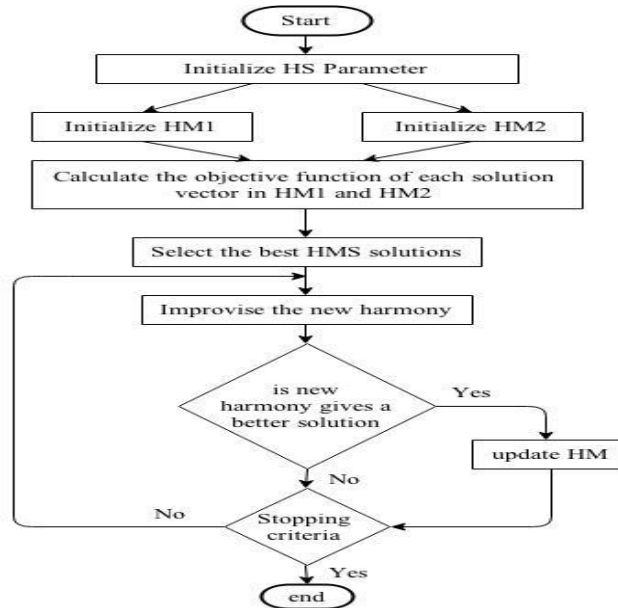 Start
Initialize HS Parameter
Initialize HM1
Initialize HM2
Calculate the objective function of each solution
vector in HM1 and HM2
Select the best HMS solutions
Improvise the new harmony
is new
harmony gives a
better solution
Yes
update HM
No
No
Stopping
criteria
Yes
end